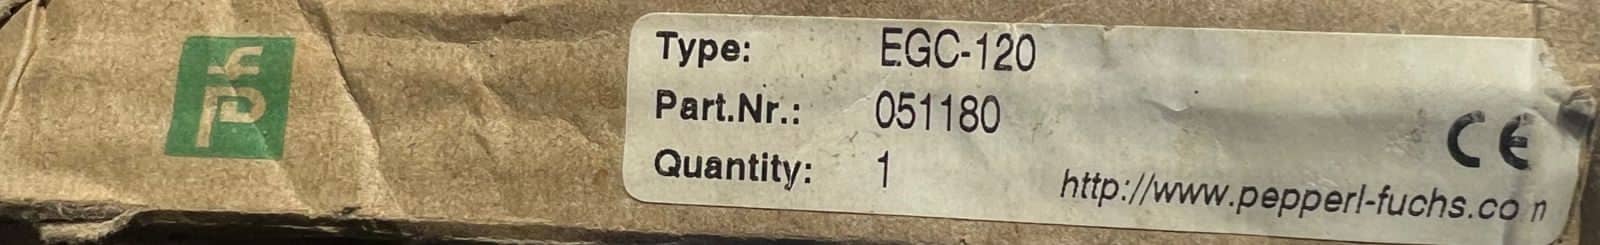 Type: EGC-120
Part.Nr.: 051180
Quantity: 1
CE
http://www.pepperl-fuchs.co n